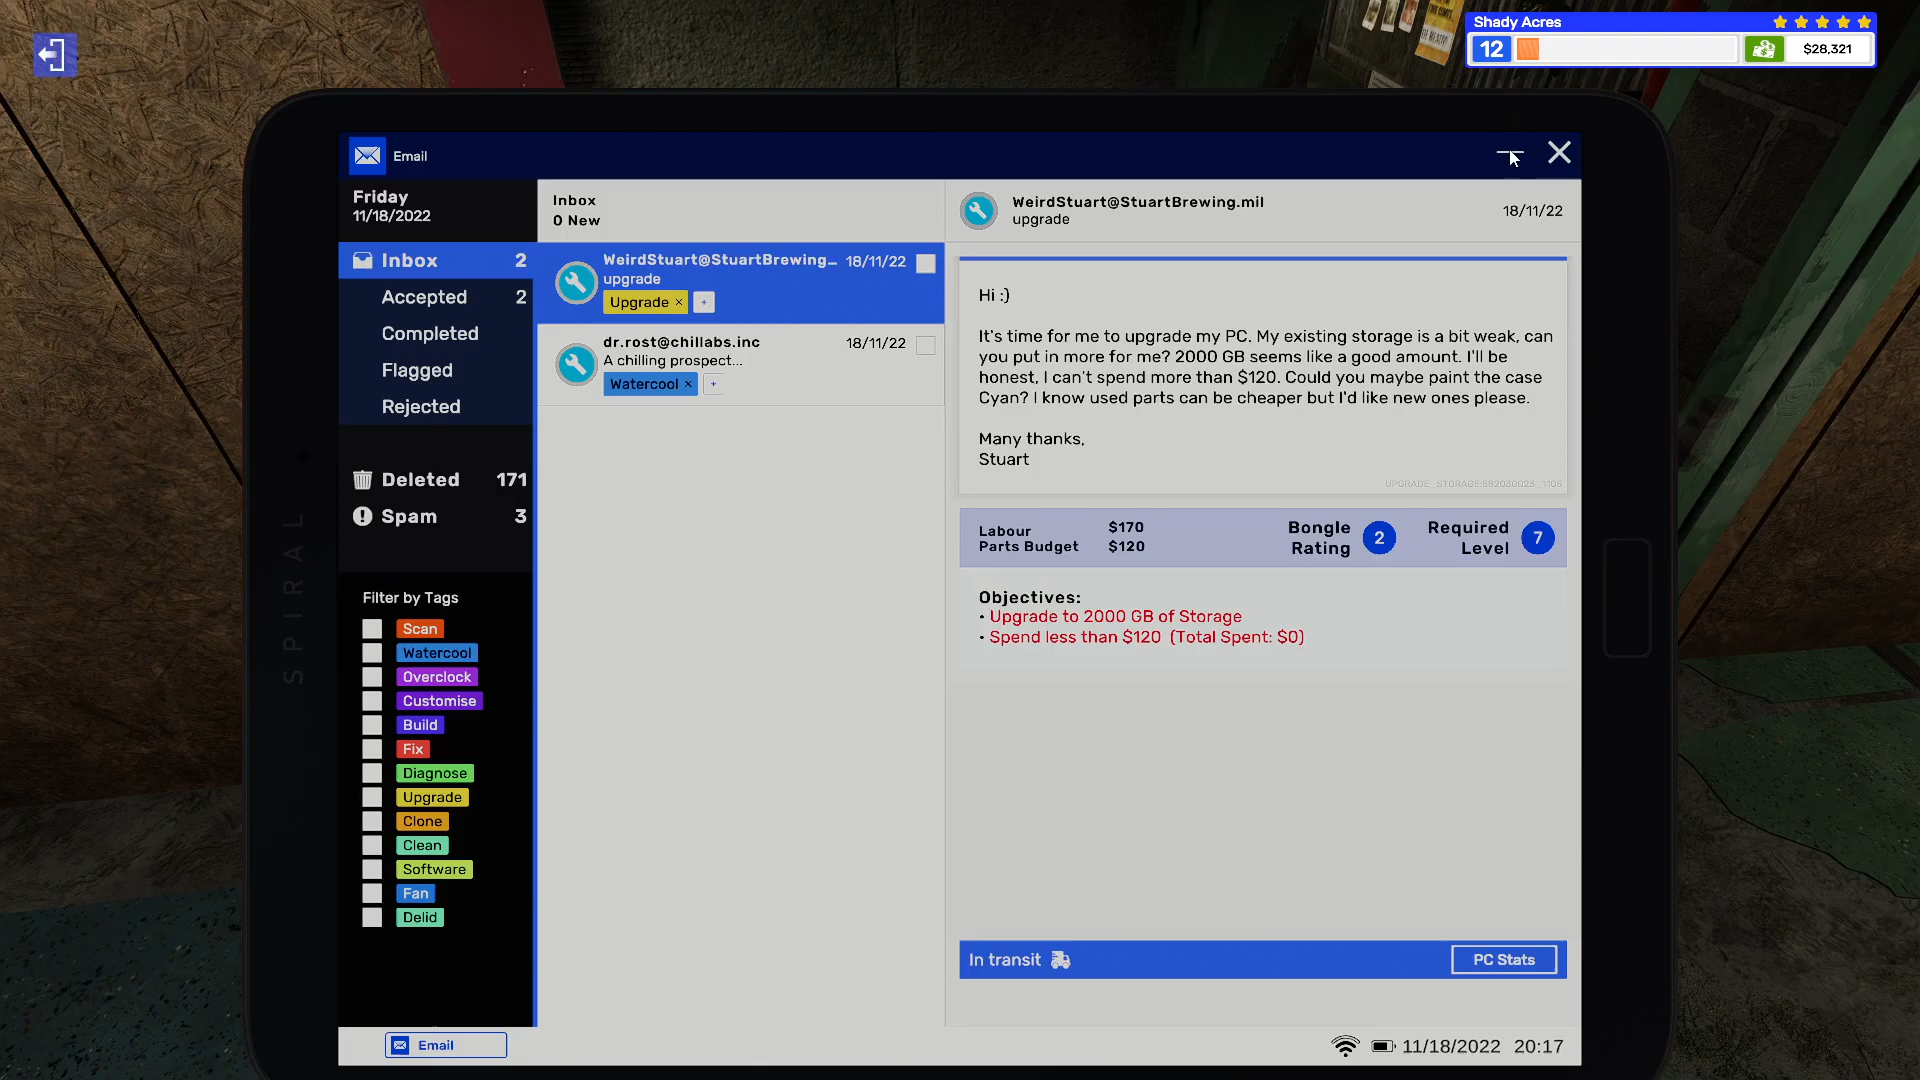 Shady Acres
12
$28,321
Email
Friday
11/18/2022
Inbox 2
Accepted 2
Completed
Flagged
Rejected
Deleted 171
Spam 3
Filter by Tags
Scan
Watercool
Overclock
Customise
Build
Fix
Diagnose
Upgrade
Clone
Clean
Software
Fan
Delid
Inbox
0 New
WeirdStuart@StuartBrewing... 18/11/22
upgrade
Upgrade × +
dr.rost@chillabs.inc 18/11/22
A chilling prospect...
Watercool × +
WeirdStuart@StuartBrewing.mil
upgrade
18/11/22
Hi :)
It's time for me to upgrade my PC. My existing storage is a bit weak, can
you put in more for me? 2000 GB seems like a good amount. I'll be
honest, I can't spend more than $120. Could you maybe paint the case
Cyan? I know used parts can be cheaper but I'd like new ones please.
Many thanks,
Stuart
UPGRADE_STORAGE:582030023_1105
Labour $170
Parts Budget $120
Bongle
Rating 2
Required
Level 7
Objectives:
• Upgrade to 2000 GB of Storage
• Spend less than $120 (Total Spent: $0)
In transit
PC Stats
Email
11/18/2022 20:17
SPIRAL